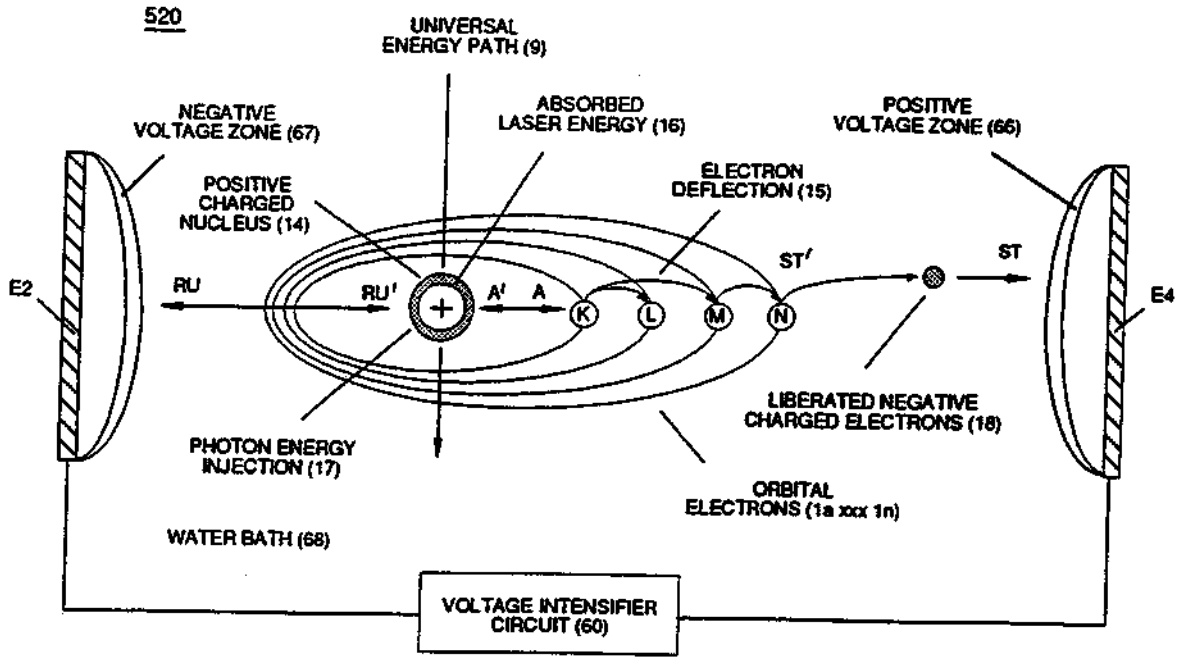 520
UNIVERSAL
ENERGY PATH (9)
NEGATIVE
VOLTAGE ZONE (67)
ABSORBED
LASER ENERGY (16)
POSITIVE
VOLTAGE ZONE (66)
POSITIVE
CHARGED
NUCLEUS (14)
ELECTRON
DEFLECTION (15)
E2
RU
RU'
+
A'
A
K
L
M
N
ST'
ST
E4
LIBERATED NEGATIVE
CHARGED ELECTRONS (18)
PHOTON ENERGY
INJECTION (17)
ORBITAL
ELECTRONS (1a xxx 1n)
WATER BATH (68)
VOLTAGE INTENSIFIER
CIRCUIT (60)